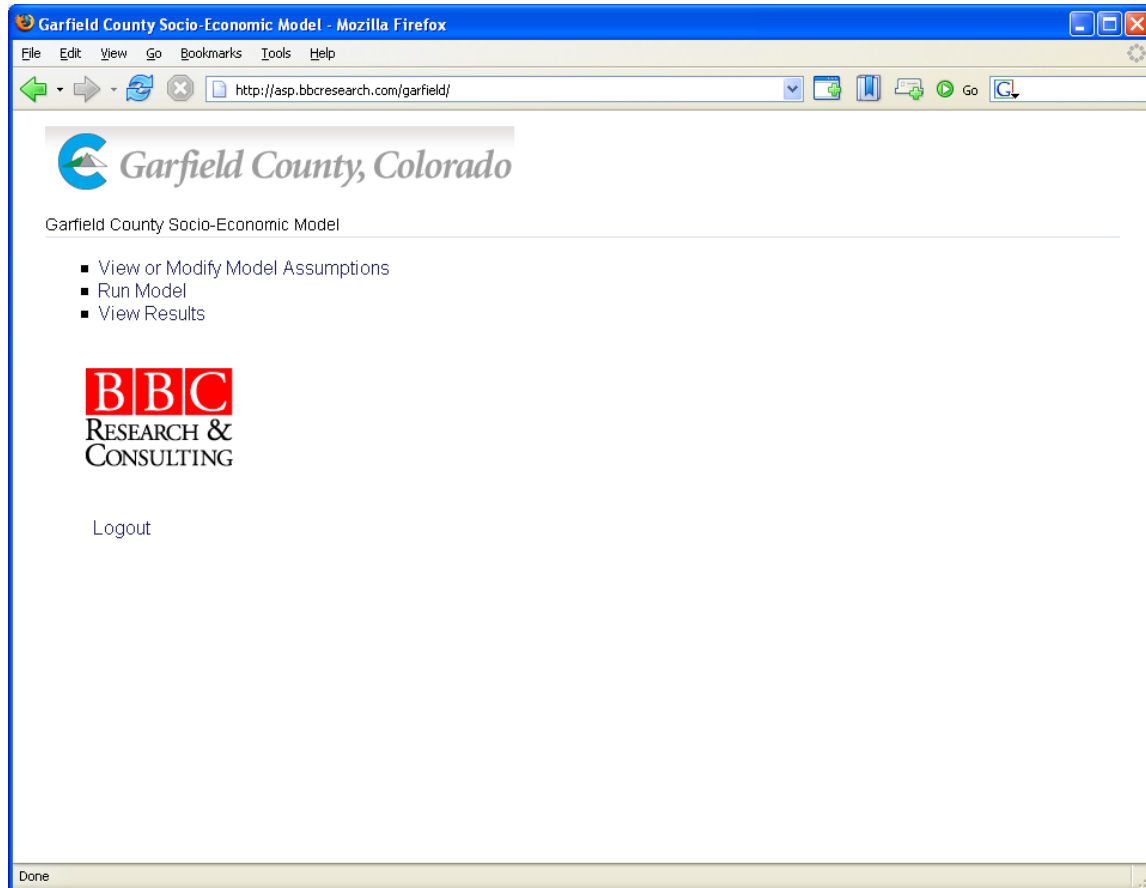 Garfield County Socio-Economic Model - Mozilla Firefox
File Edit View Go Bookmarks Tools Help
http://asp.bbcresearch.com/garfield/ Go G
Garfield County, Colorado
Garfield County Socio-Economic Model
View or Modify Model Assumptions
Run Model
View Results
BBC
RESEARCH &
CONSULTING
Logout
Done